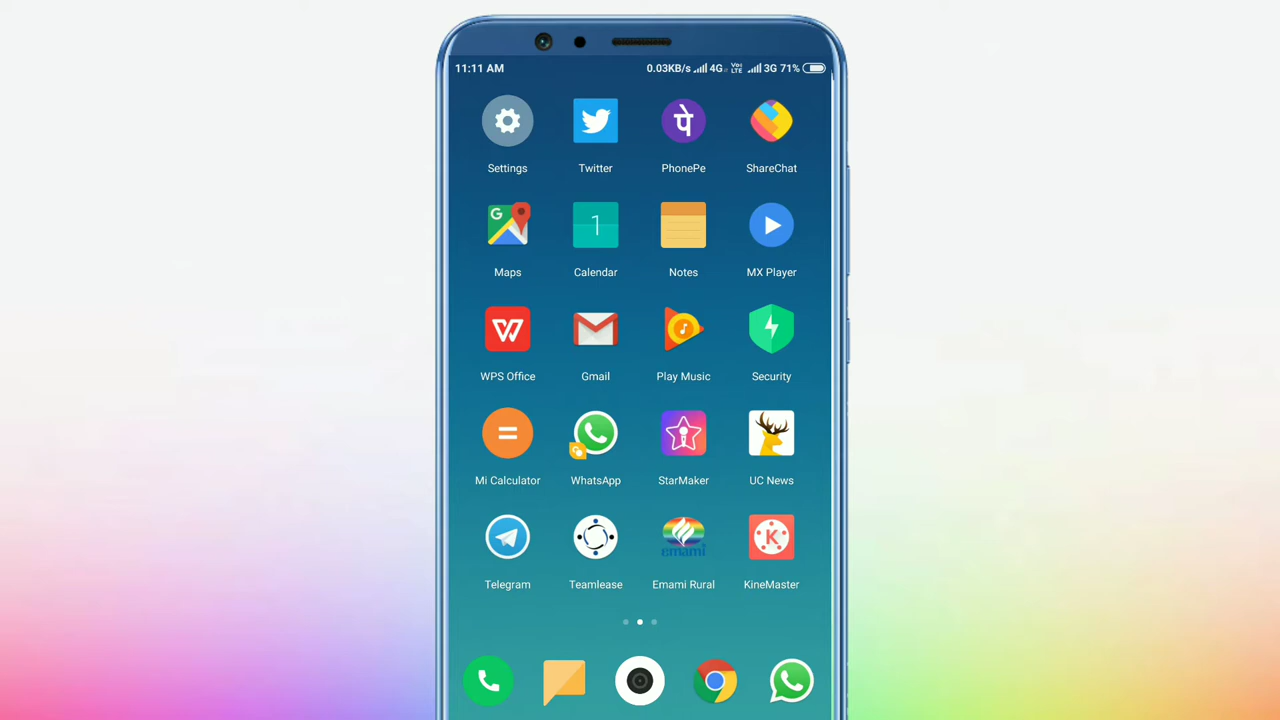 11:11 AM 0.03KB/s 4G Vo LTE 3G 71%
पे
Settings Twitter PhonePe ShareChat
G 1
Maps Calendar Notes MX Player
W
WPS Office Gmail Play Music Security
Mi Calculator WhatsApp StarMaker UC News
emami K
Telegram Teamlease Emami Rural KineMaster